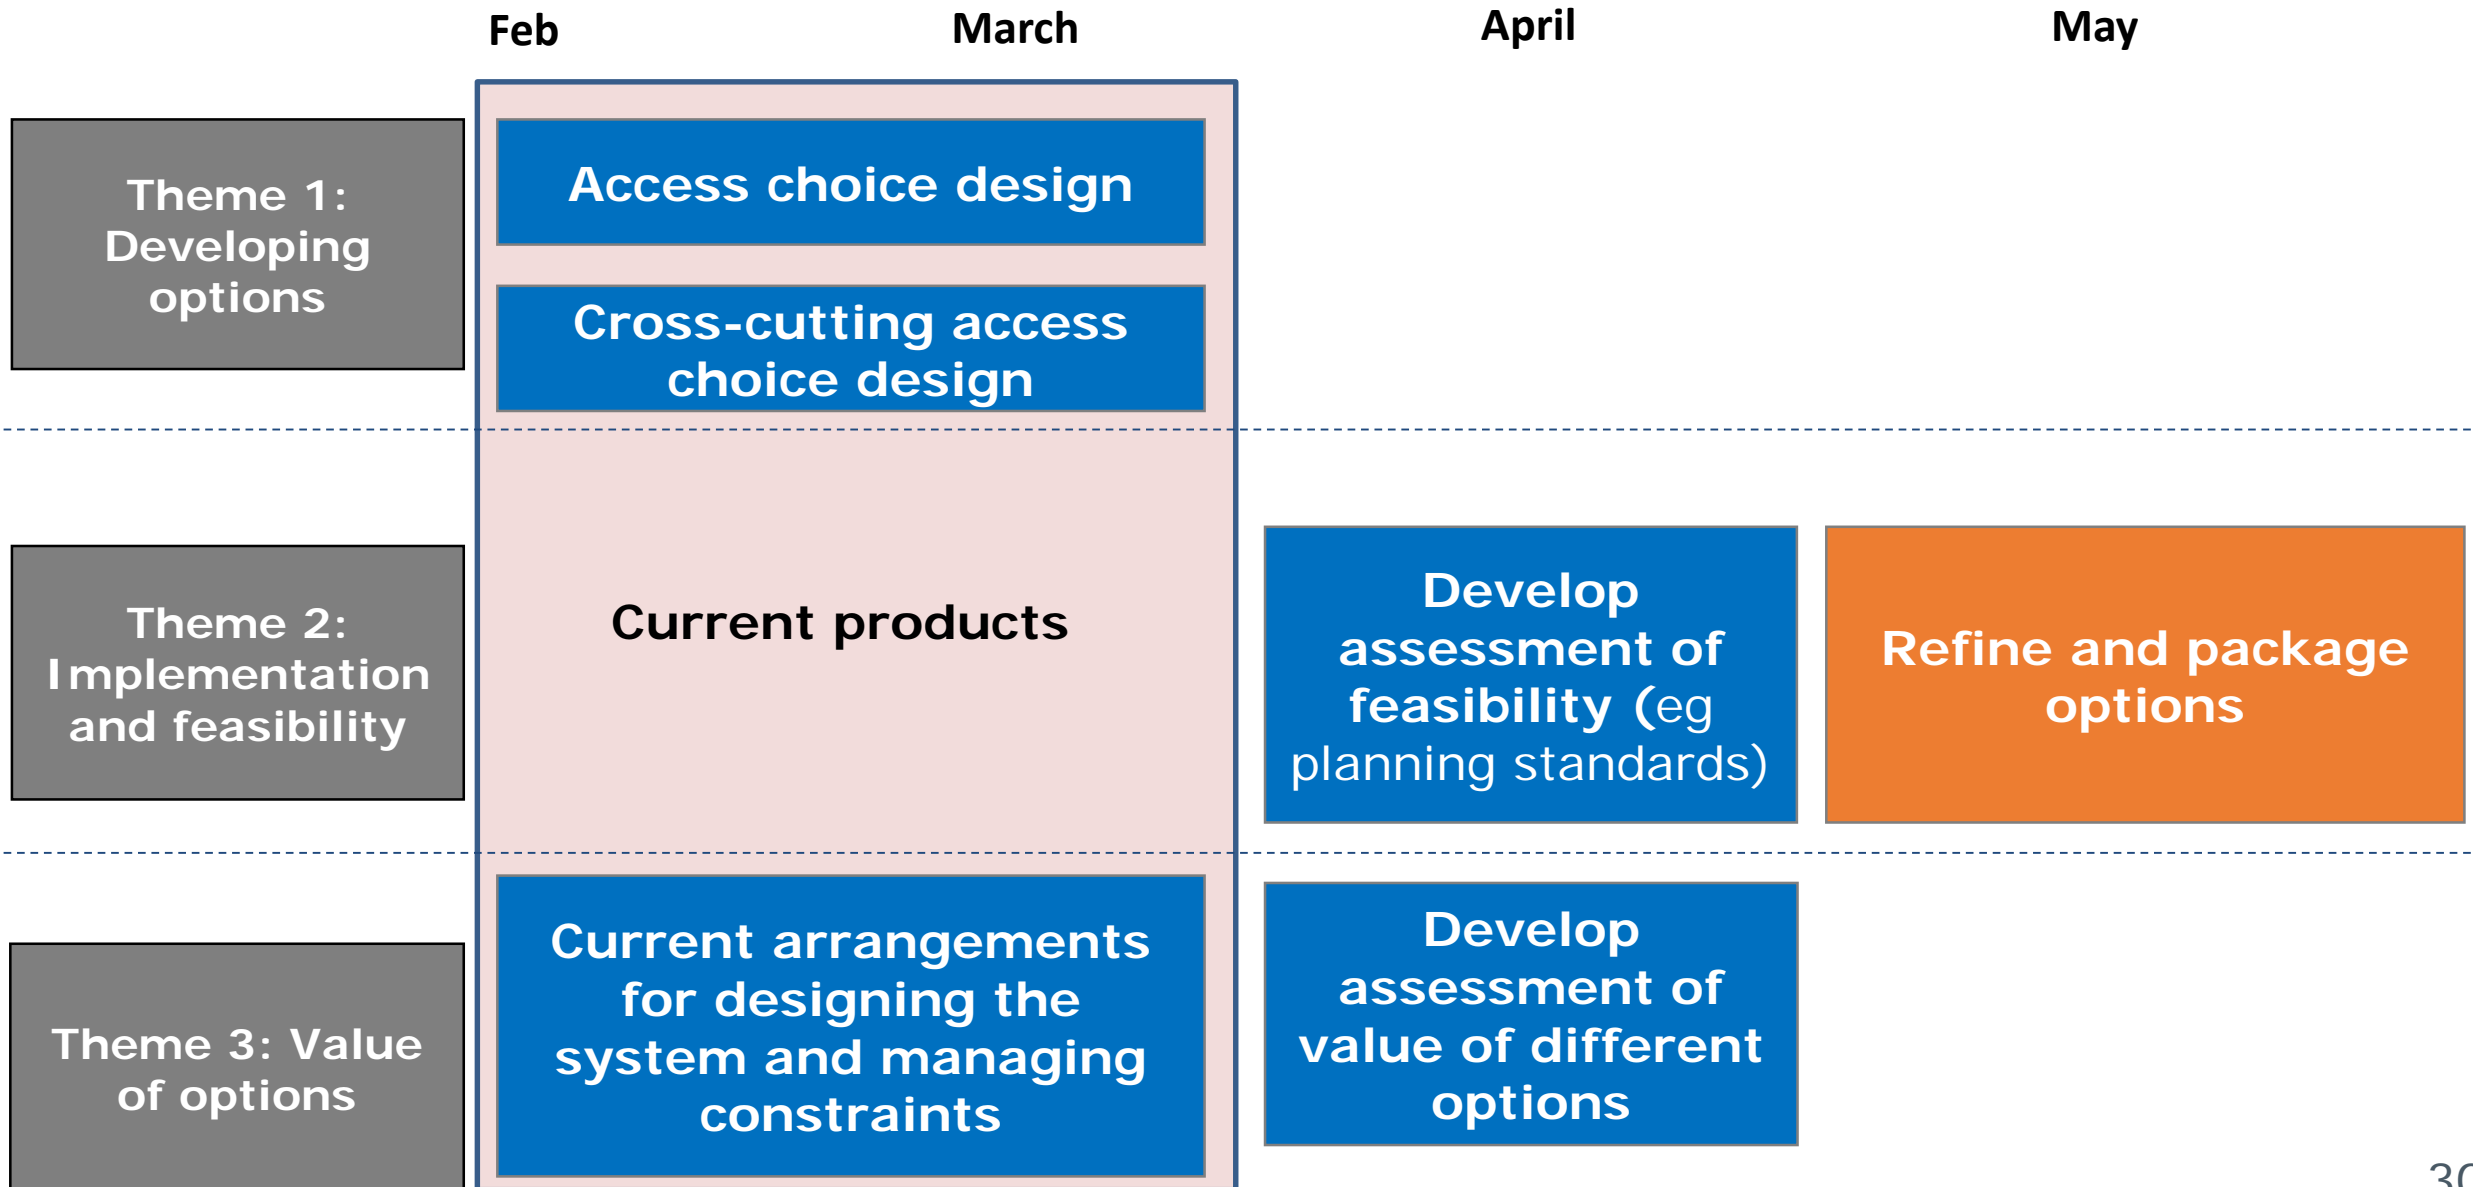 Feb March April May
Theme 1:
Developing
options
Access choice design
Cross-cutting access
choice design
Theme 2:
Implementation
and feasibility
Current products
Develop
assessment of
feasibility (eg
planning standards)
Refine and package
options
Theme 3: Value
of options
Current arrangements
for designing the
system and managing
constraints
Develop
assessment of
value of different
options
30